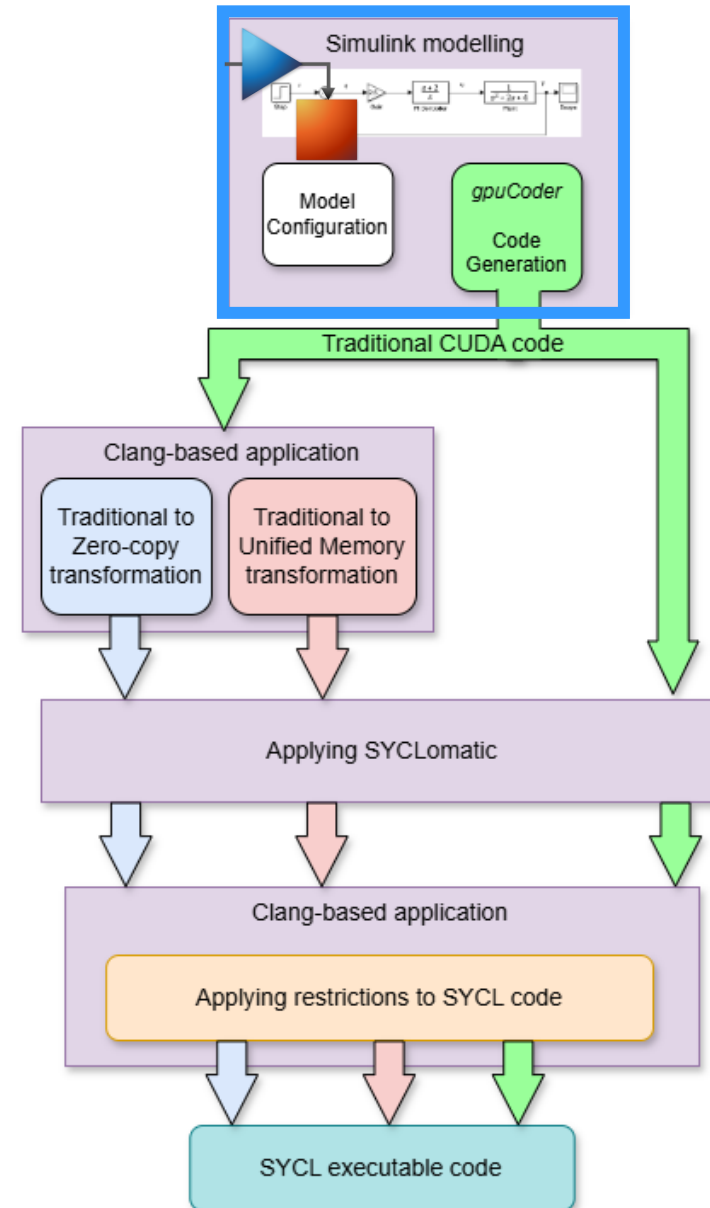 Simulink modelling
Model
Configuration
gpuCoder
Code
Generation
Traditional CUDA code
Clang-based application
Traditional to
Zero-copy
transformation
Traditional to
Unified Memory
transformation
Applying SYCLomatic
Clang-based application
Applying restrictions to SYCL code
SYCL executable code